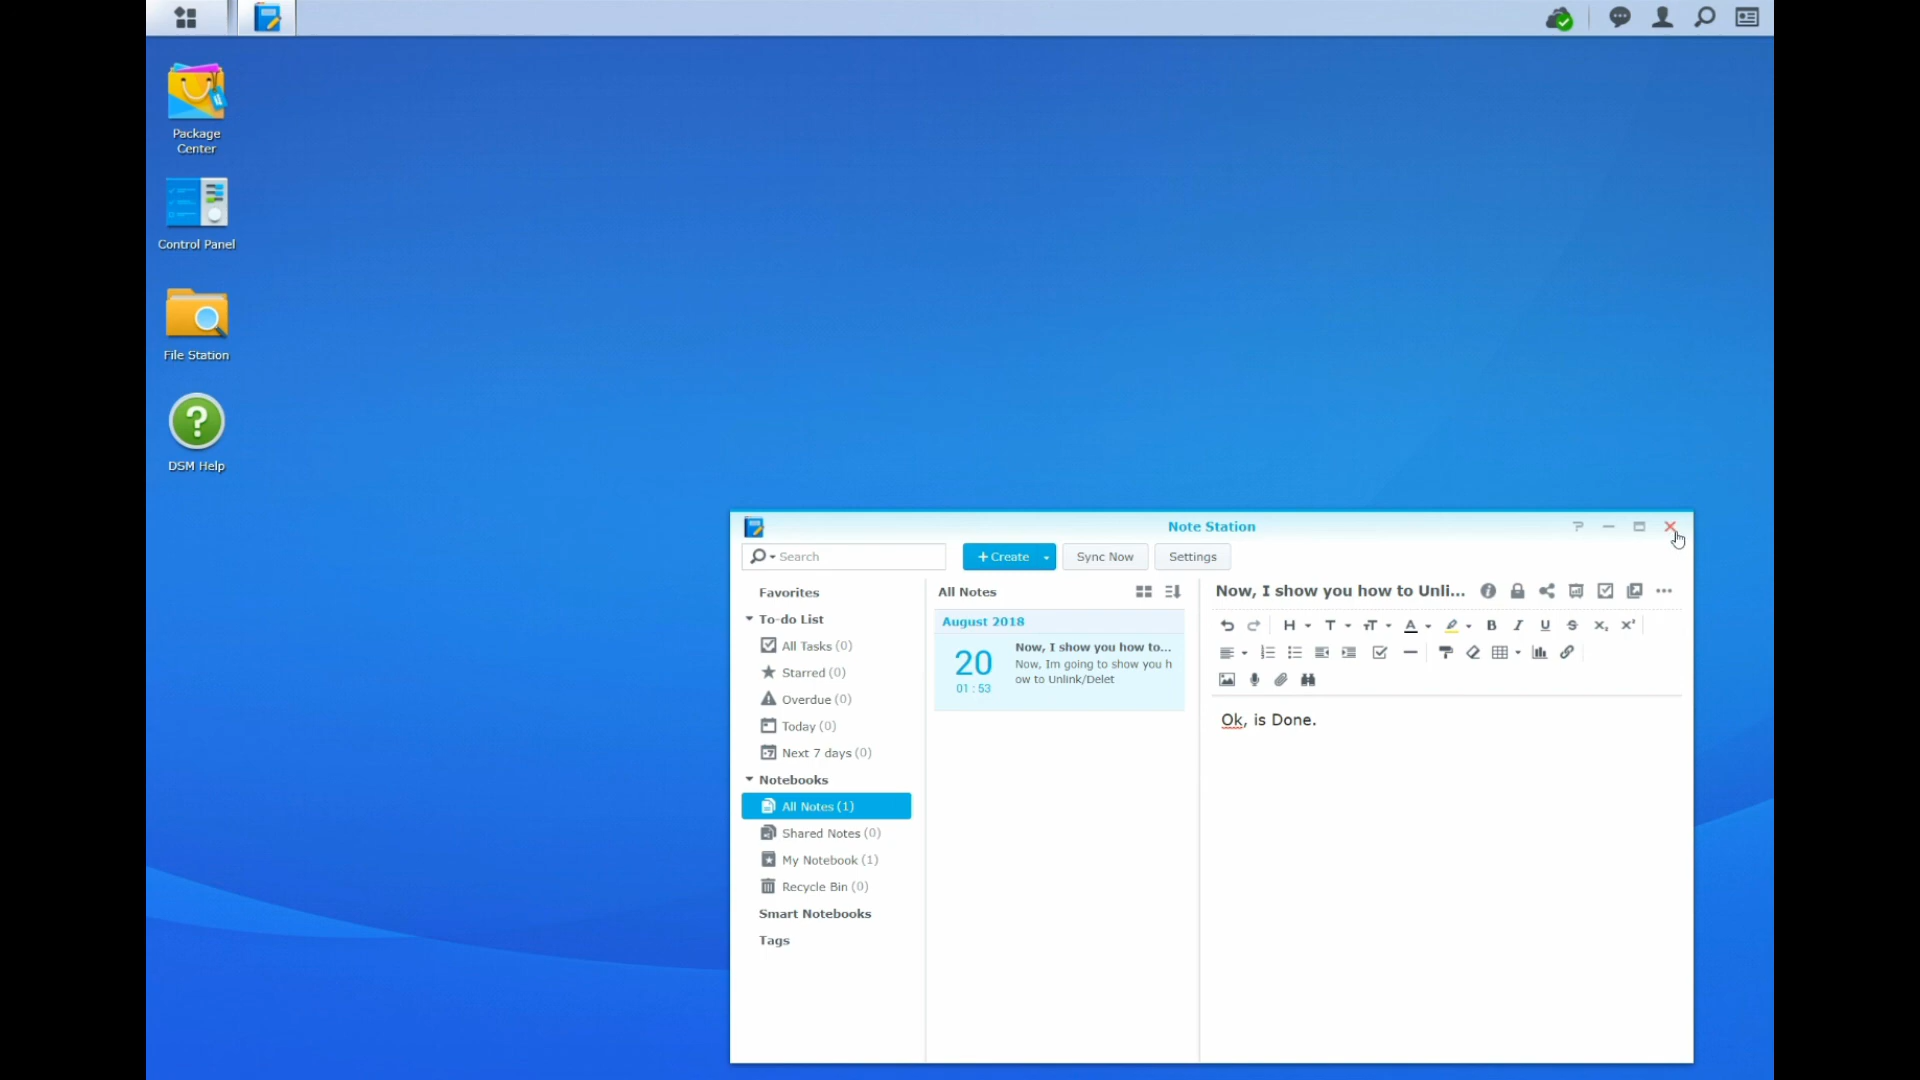 Package
Center
Control Panel
File Station
DSM Help
Note Station
Search
+ Create
Sync Now
Settings
Favorites
To-do List
All Tasks (0)
Starred (0)
Overdue (0)
Today (0)
Next 7 days (0)
Notebooks
All Notes (1)
Shared Notes (0)
My Notebook (1)
Recycle Bin (0)
Smart Notebooks
Tags
All Notes
August 2018
20
01 : 53
Now, I show you how to...
Now, Im going to show you h
ow to Unlink/Delet
Now, I show you how to Unli...
Ok, is Done.